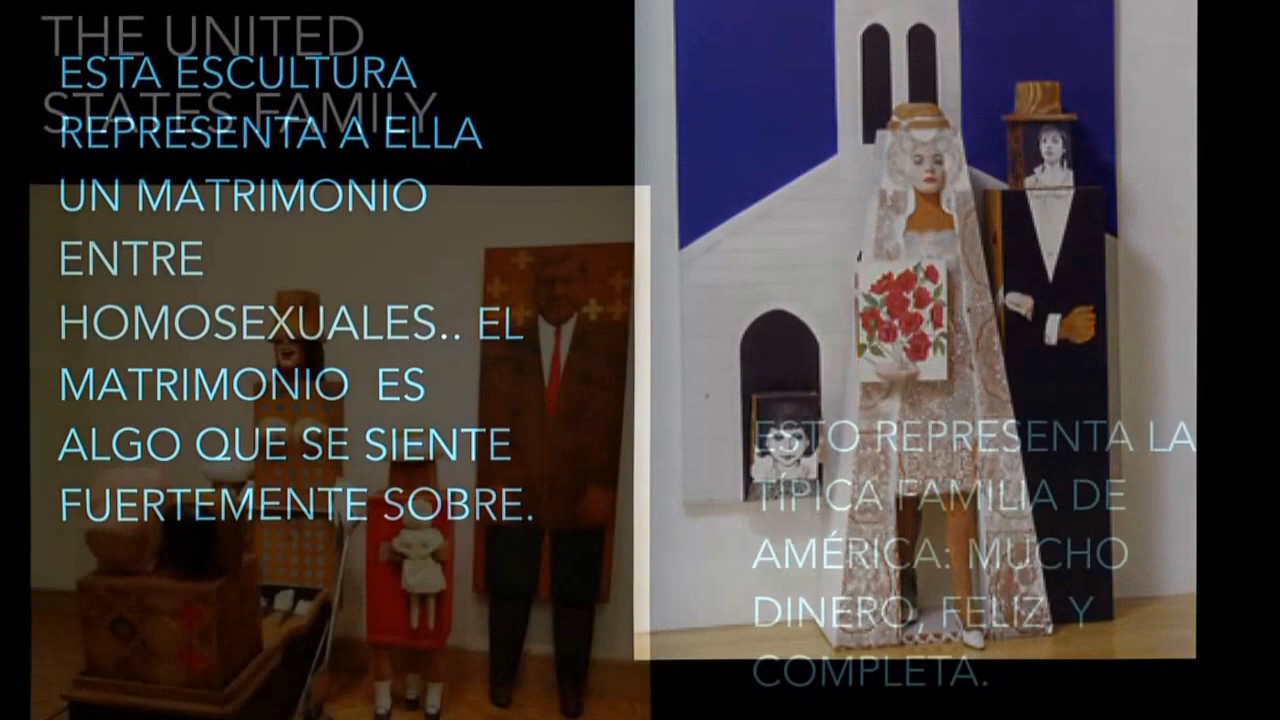 THE UNITED
STATES FAMILY
ESTA ESCULTURA
REPRESENTA A ELLA
UN MATRIMONIO
ENTRE
HOMOSEXUALES.. EL
MATRIMONIO ES
ALGO QUE SE SIENTE
FUERTEMENTE SOBRE.
ESTO REPRESENTA LA
TÍPICA FAMILIA DE
AMÉRICA: MUCHO
DINERO, FELIZ, Y
COMPLETA.